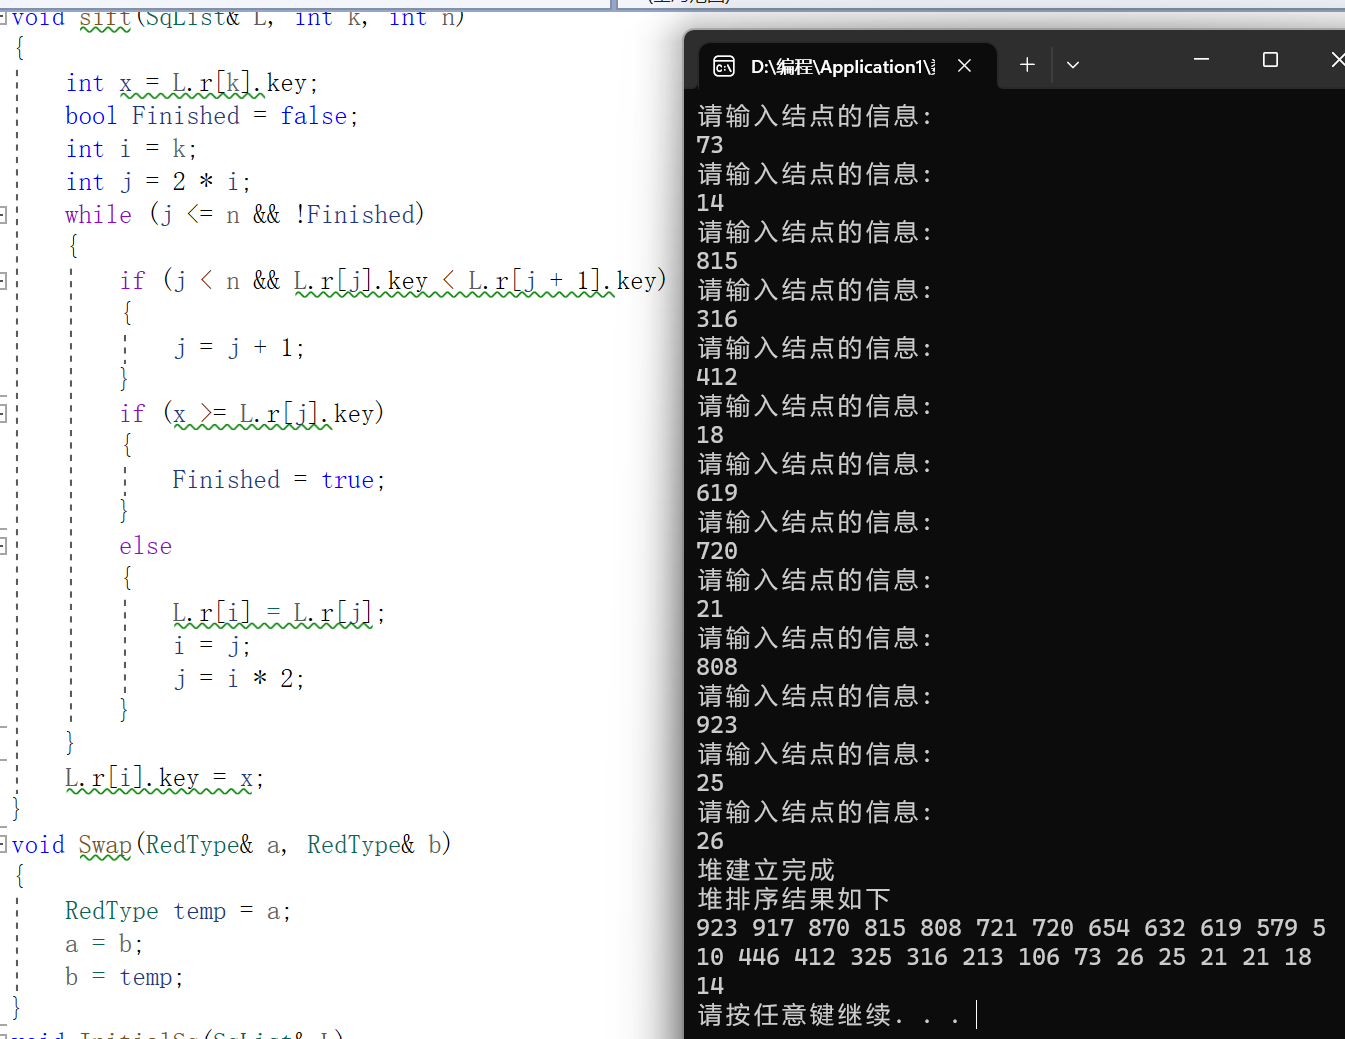 void sift(SqList& L, int k, int n)
{
int x = L.r[k].key;
bool Finished = false;
int i = k;
int j = 2 * i;
while (j <= n && !Finished)
{
if (j < n && L.r[j].key < L.r[j + 1].key)
{
j = j + 1;
}
if (x >= L.r[j].key)
{
Finished = true;
}
else
{
L.r[i] = L.r[j];
i = j;
j = i * 2;
}
}
L.r[i].key = x;
}
void Swap(RedType& a, RedType& b)
{
RedType temp = a;
a = b;
b = temp;
}
void InitialSq(SqList& L)
D:\编程\Application1\
请输入结点的信息:
73
请输入结点的信息:
14
请输入结点的信息:
815
请输入结点的信息:
316
请输入结点的信息:
412
请输入结点的信息:
18
请输入结点的信息:
619
请输入结点的信息:
720
请输入结点的信息:
21
请输入结点的信息:
808
请输入结点的信息:
923
请输入结点的信息:
25
请输入结点的信息:
26
堆建立完成
堆排序结果如下
923 917 870 815 808 721 720 654 632 619 579 5
10 446 412 325 316 213 106 73 26 25 21 21 18
14
请按任意键继续. . .